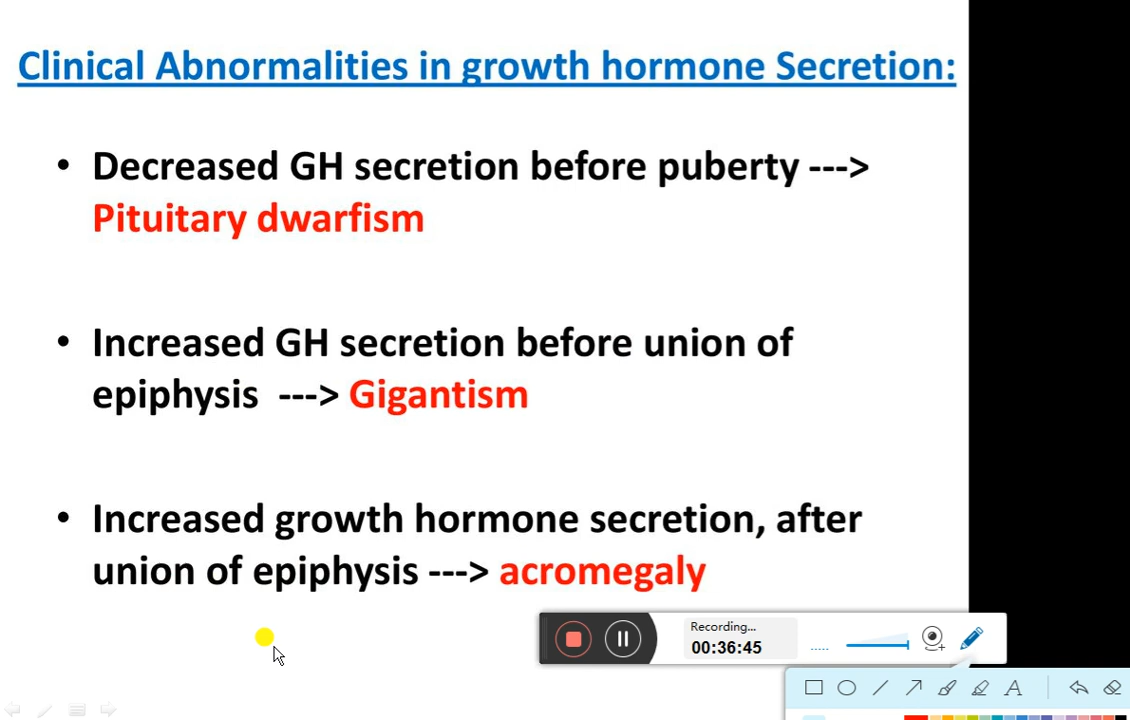 Clinical Abnormalities in growth hormone Secretion:
• Decreased GH secretion before puberty --->
Pituitary dwarfism
• Increased GH secretion before union of
epiphysis ---> Gigantism
• Increased growth hormone secretion, after
union of epiphysis ---> acromegaly
Recording...
00:36:45
.....
A